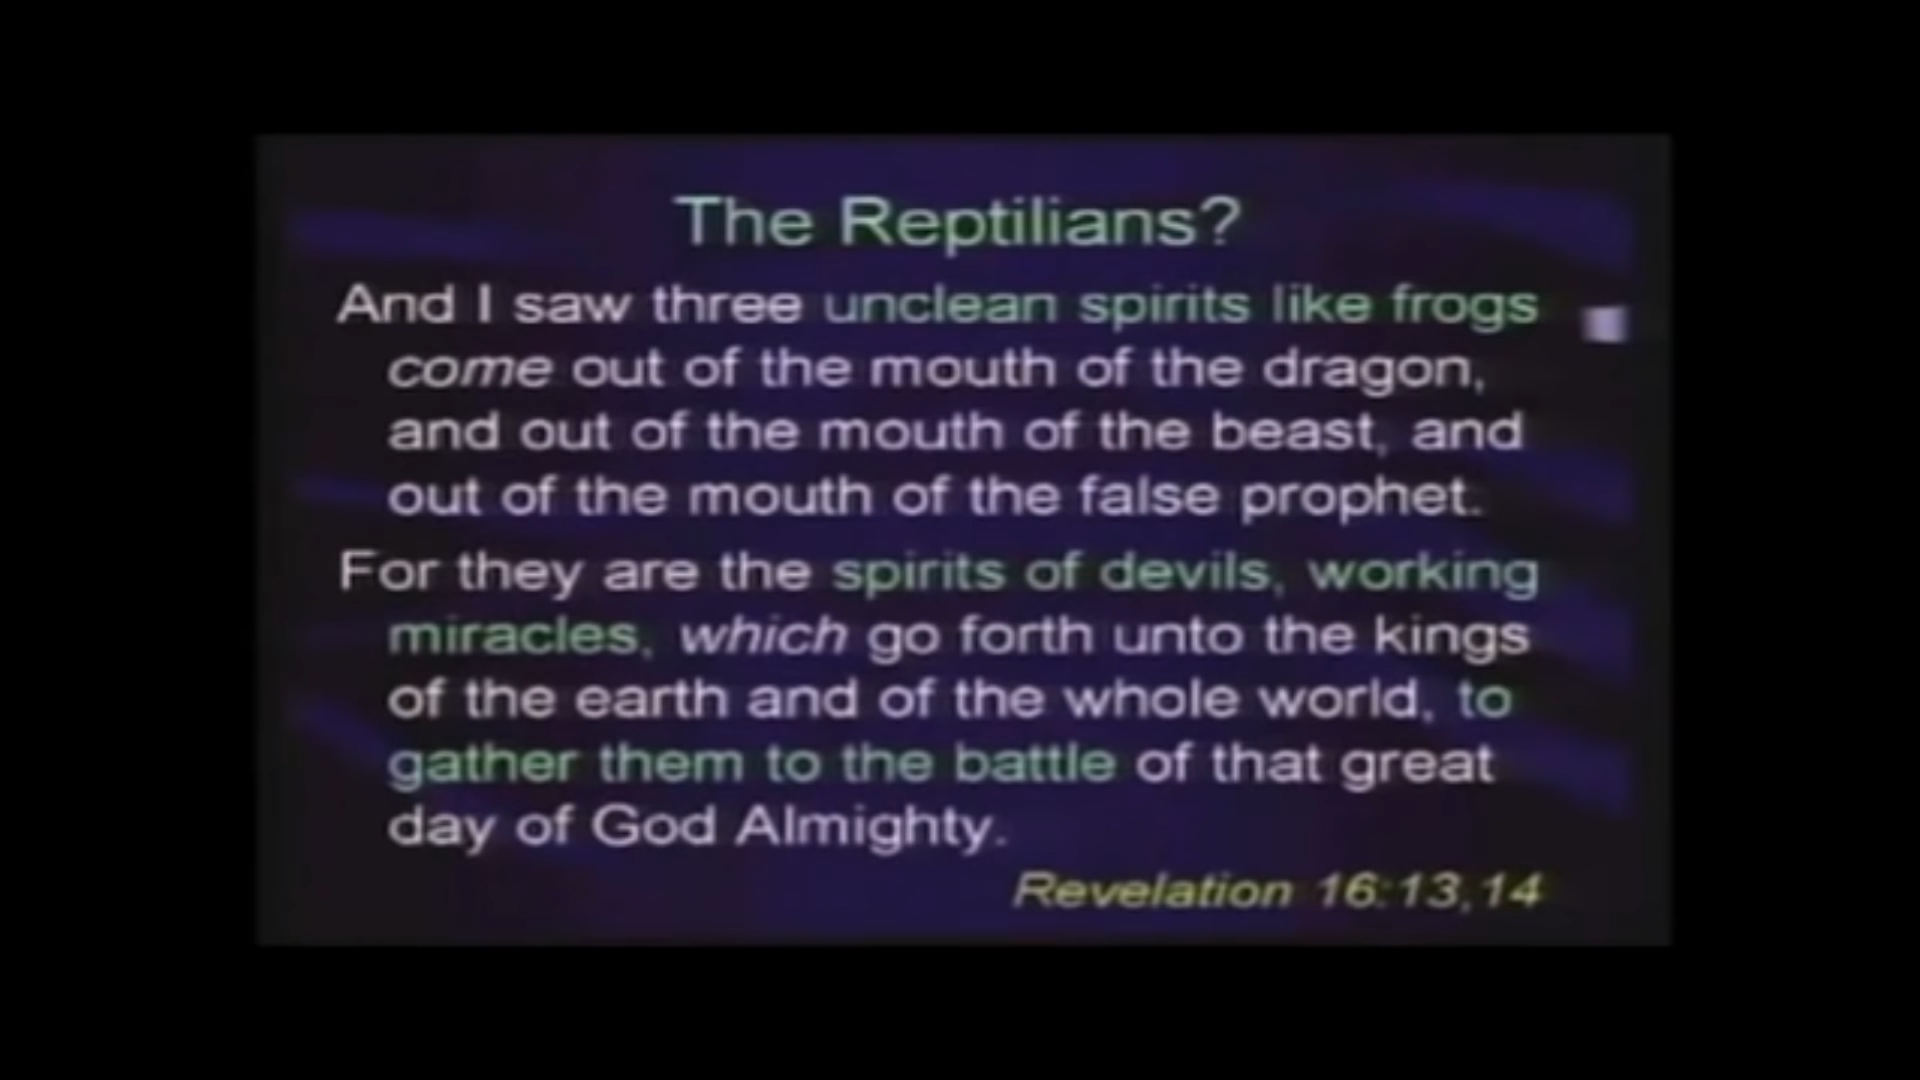 The Reptilians?
And I saw three unclean spirits like frogs
come out of the mouth of the dragon,
and out of the mouth of the beast, and
out of the mouth of the false prophet.
For they are the spirits of devils, working
miracles, which go forth unto the kings
of the earth and of the whole world, to
gather them to the battle of that great
day of God Almighty.
Revelation 16:13,14